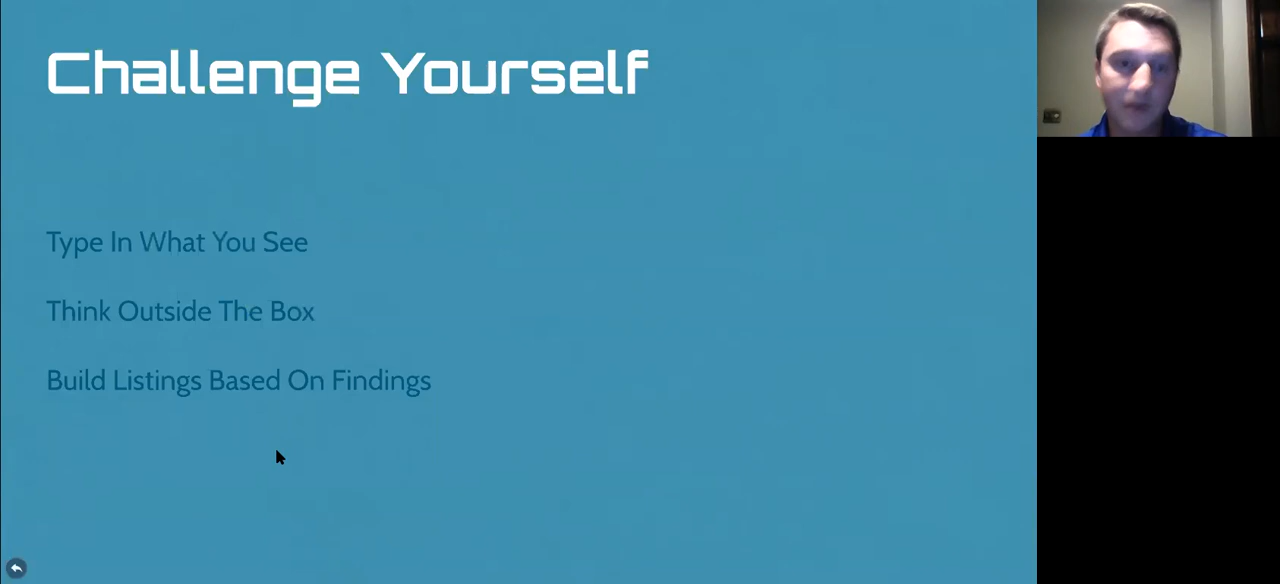 Challenge Yourself
Type In What You See
Think Outside The Box
Build Listings Based On Findings